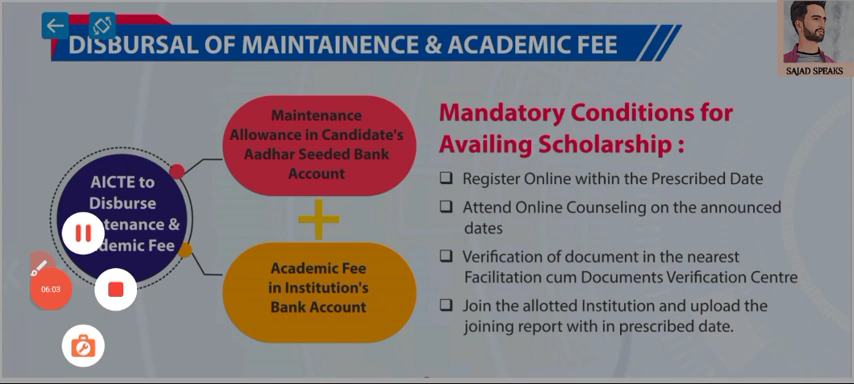 DISBURSAL OF MAINTAINENCE & ACADEMIC FEE
SAJAD SPEAKS
AICTE to
Disburse
tenance &
demic Fee
06:03
Maintenance
Allowance in Candidate's
Aadhar Seeded Bank
Account
Academic Fee
in Institution's
Bank Account
Mandatory Conditions for
Availing Scholarship :
Register Online within the Prescribed Date
Attend Online Counseling on the announced
dates
Verification of document in the nearest
Facilitation cum Documents Verification Centre
Join the allotted Institution and upload the
joining report with in prescribed date.